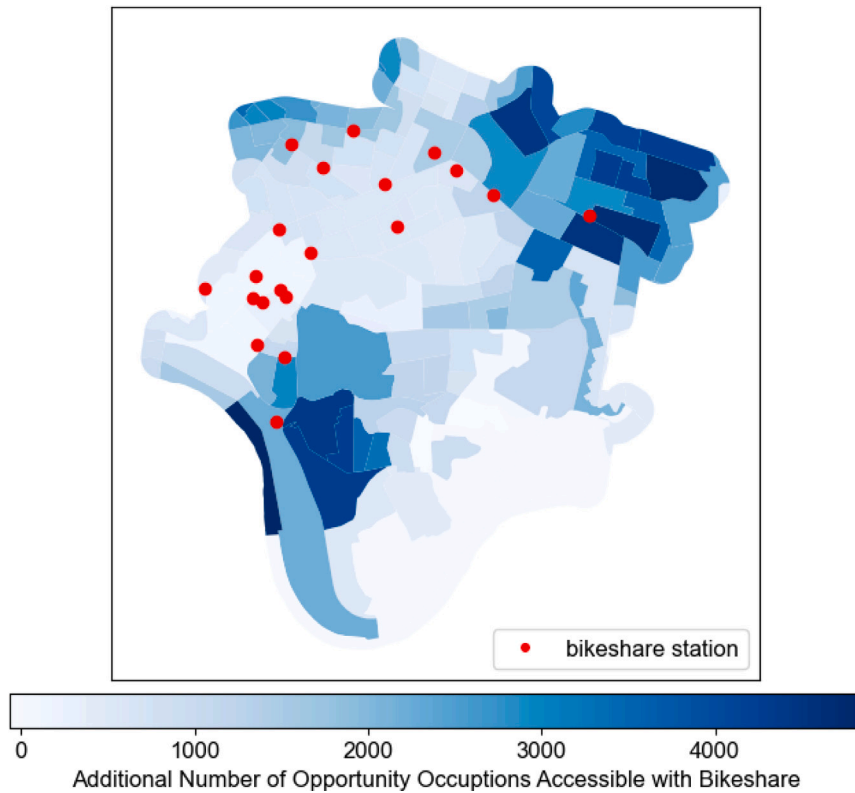 bikeshare station
0 1000 2000 3000 4000
Additional Number of Opportunity Occuptions Accessible with Bikeshare